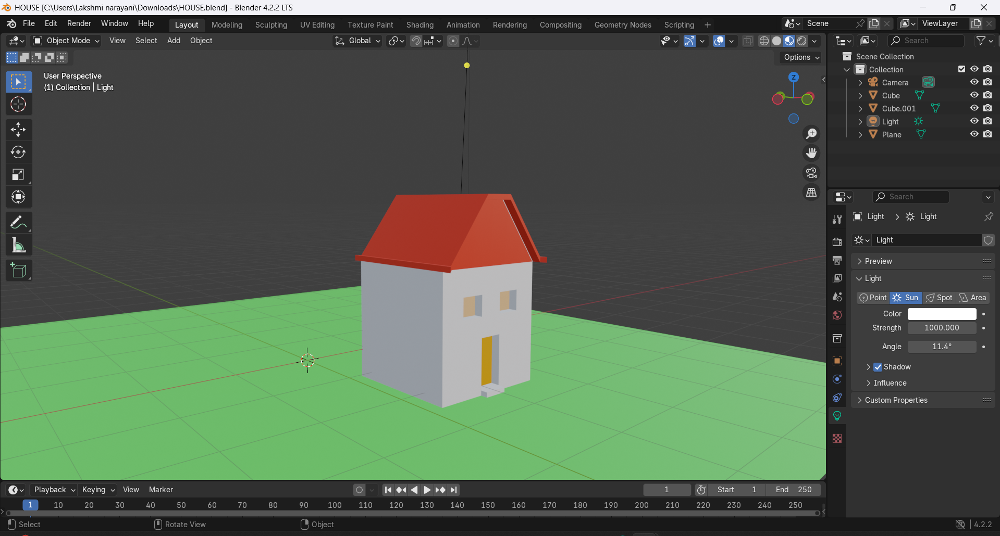 HOUSE [C:\Users\Lakshmi narayani\Downloads\HOUSE.blend] - Blender 4.2.2 LTS
File Edit Render Window Help Layout Modeling Sculpting UV Editing Texture Paint Shading Animation Rendering Compositing Geometry Nodes Scripting + Scene ViewLayer
Object Mode View Select Add Object Global Search
Options
User Perspective
(1) Collection | Light
Z
Scene Collection
Collection
Camera
Cube
Cube.001
Light
Plane
Search
Light > Light
Light
Preview
Light
Point Sun Spot Area
Color
Strength 1000.000
Angle 11.4°
Shadow
Influence
Custom Properties
Playback Keying View Marker 1 Start 1 End 250
1 10 20 30 40 50 60 70 80 90 100 110 120 130 140 150 160 170 180 190 200 210 220 230 240 250
Select Rotate View Object 4.2.2